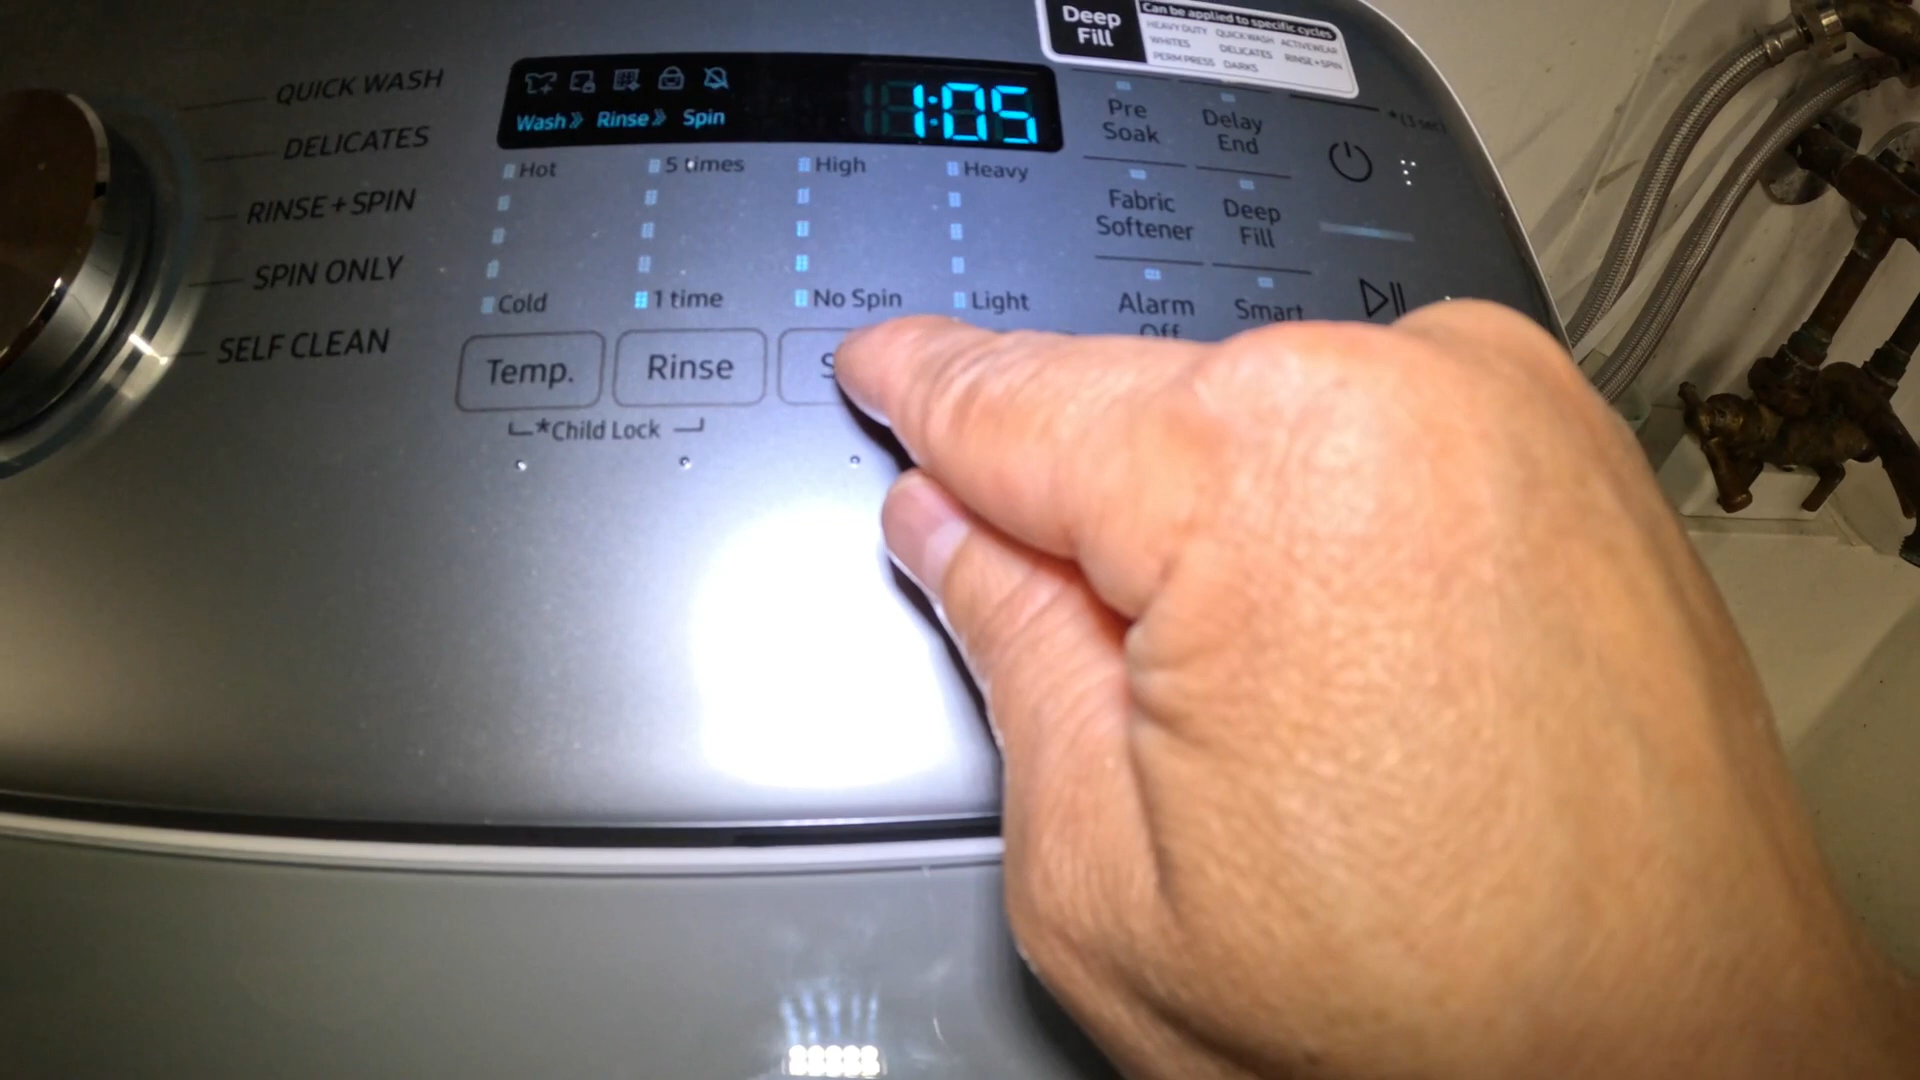 Deep
Fill
Can be applied to specific cycles
HEAVY DUTY QUICK WASH ACTIVEWEAR
WHITES DELICATES RINSE+SPIN
PERM PRESS DARKS
QUICK WASH
DELICATES
RINSE + SPIN
SPIN ONLY
SELF CLEAN
Wash Rinse Spin
1:05
Hot 5 times High Heavy
Cold 1 time No Spin Light
Temp. Rinse
*Child Lock
Pre
Soak
Delay
End
*(3 sec)
Fabric
Softener
Deep
Fill
Alarm
Off
Smart